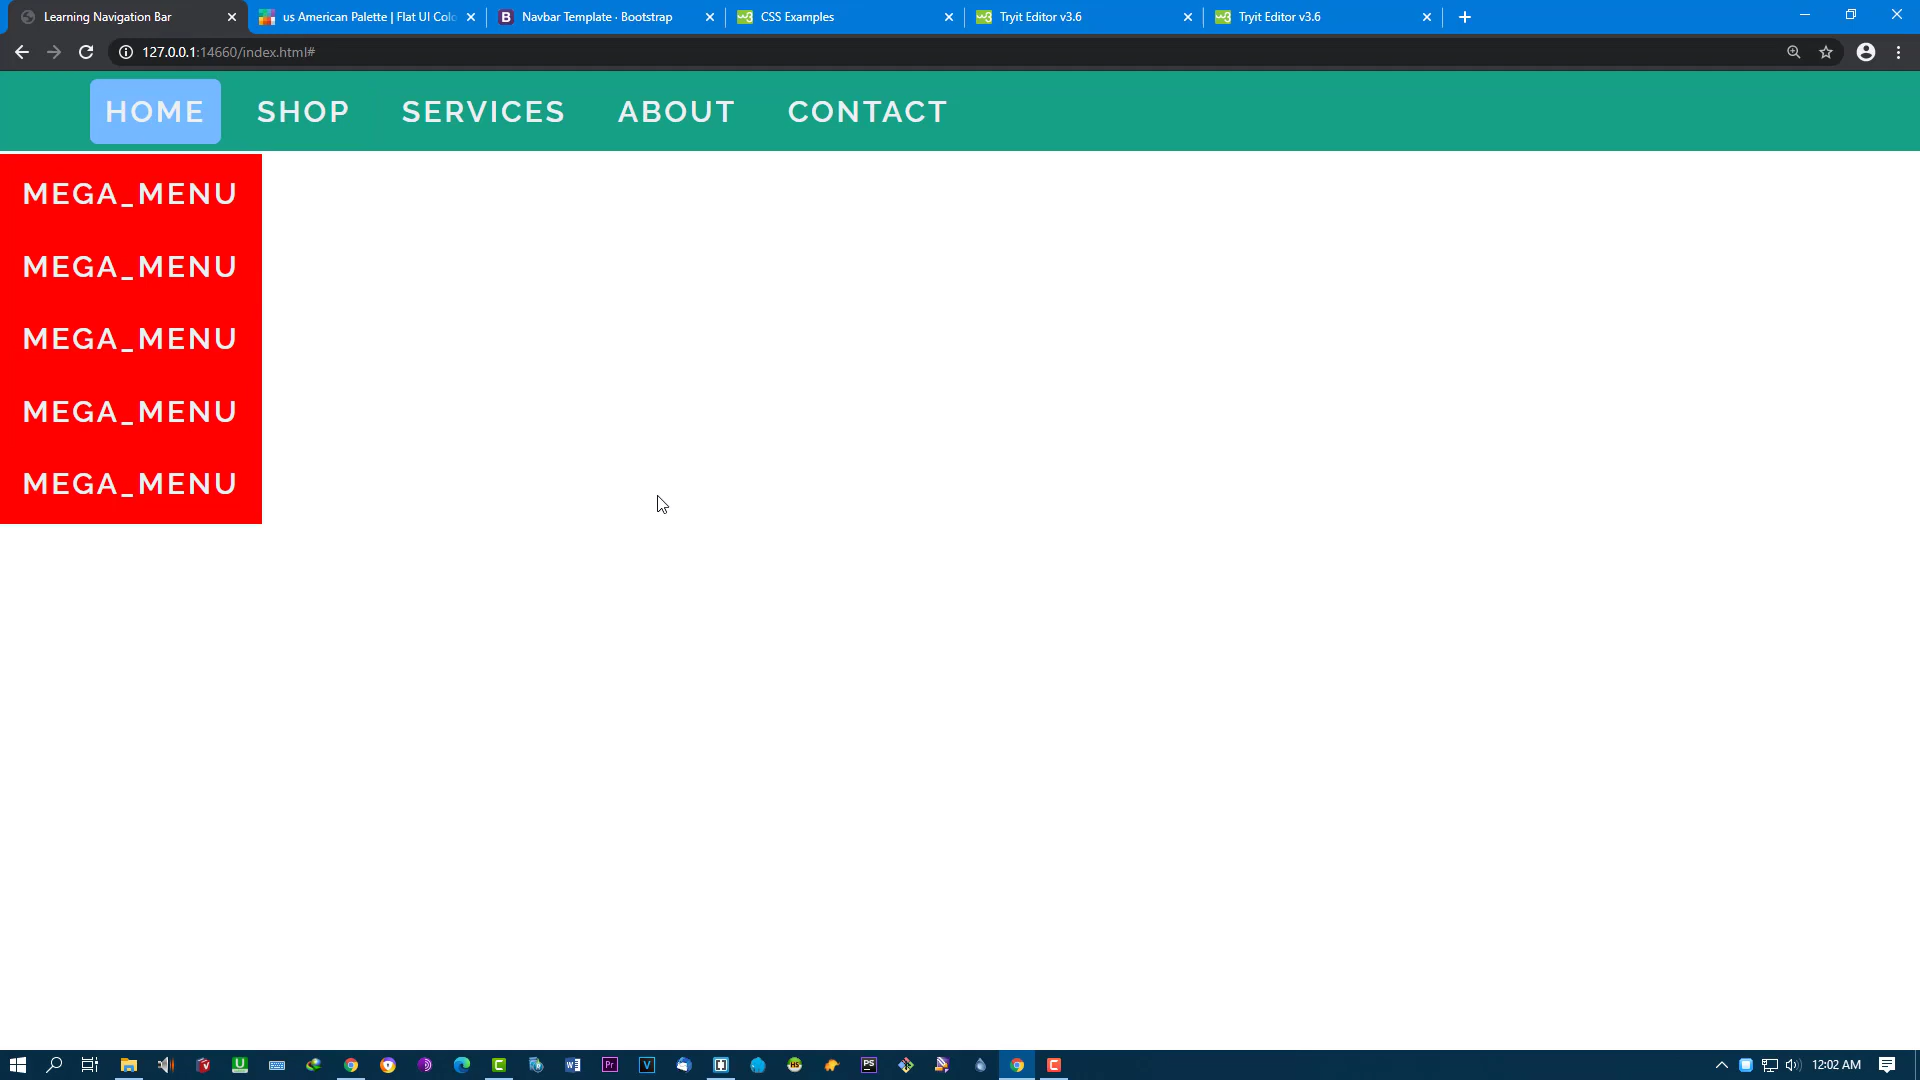 Learning Navigation Bar
us American Palette | Flat UI Colo
Navbar Template · Bootstrap
CSS Examples
Tryit Editor v3.6
Tryit Editor v3.6
127.0.0.1:14660/index.html#
HOME SHOP SERVICES ABOUT CONTACT
MEGA_MENU
MEGA_MENU
MEGA_MENU
MEGA_MENU
MEGA_MENU
12:02 AM